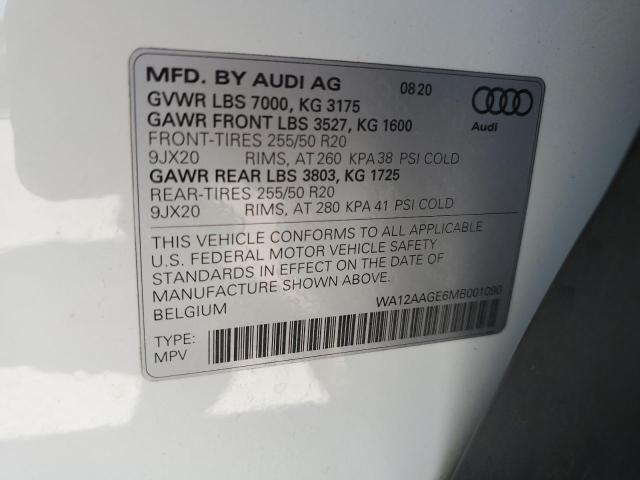 MFD. BY AUDI AG 08 20
GVWR LBS 7000, KG 3175
GAWR FRONT LBS 3527, KG 1600
FRONT-TIRES 255/50 R20
9JX20 RIMS, AT 260 KPA 38 PSI COLD
GAWR REAR LBS 3803, KG 1725
REAR-TIRES 255/50 R20
9JX20 RIMS, AT 280 KPA 41 PSI COLD
Audi
THIS VEHICLE CONFORMS TO ALL APPLICABLE
U.S. FEDERAL MOTOR VEHICLE SAFETY
STANDARDS IN EFFECT ON THE DATE OF
MANUFACTURE SHOWN ABOVE.
BELGIUM
WA12AAGE6MB001090
TYPE:
MPV